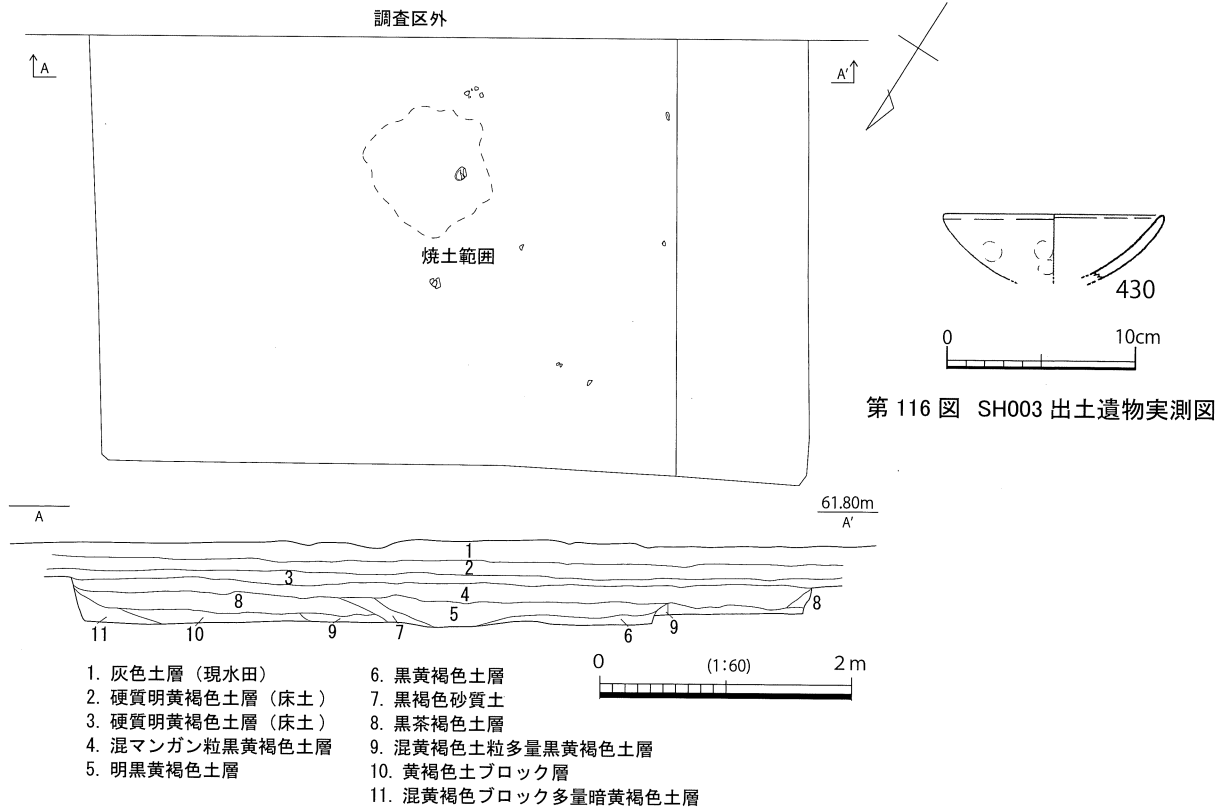 調査区外
A
A'
焼土範囲
430
0 10cm
第 116 図 SH003 出土遺物実測図
A
61.80m
A'
1
2
3
4
8
5
8
11
10
9
7
6
9
1. 灰色土層（現水田）
2. 硬質明黄褐色土層（床土）
3. 硬質明黄褐色土層（床土）
4. 混マンガン粒黒黄褐色土層
5. 明黒黄褐色土層
6. 黒黄褐色土層
7. 黒褐色砂質土
8. 黒茶褐色土層
9. 混黄褐色土粒多量黒黄褐色土層
10. 黄褐色土ブロック層
11. 混黄褐色ブロック多量暗黄褐色土層
0 (1:60) 2m